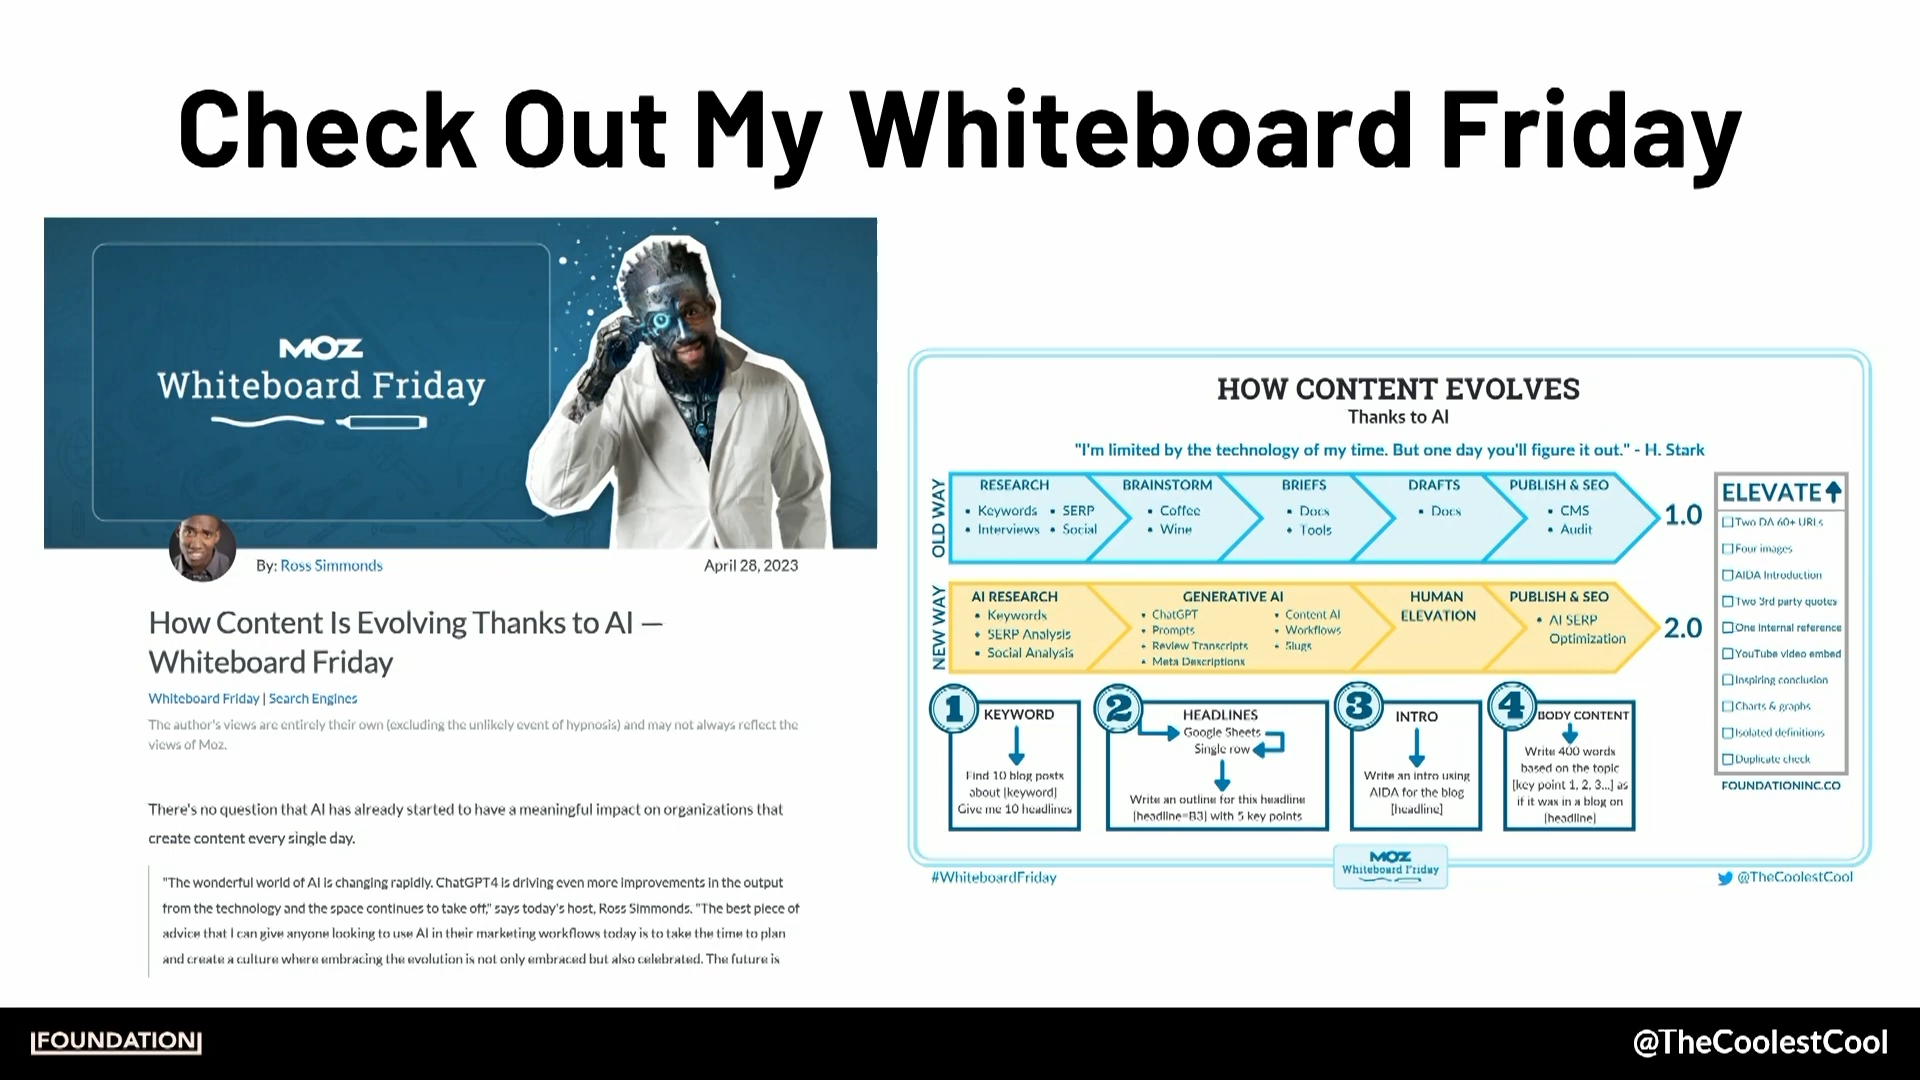 Check Out My Whiteboard Friday
MOZ
Whiteboard Friday
By: Ross Simmonds
April 28, 2023
How Content Is Evolving Thanks to AI —
Whiteboard Friday
Whiteboard Friday | Search Engines
The author's views are entirely their own (excluding the unlikely event of hypnosis) and may not always reflect the
views of Moz.
There's no question that AI has already started to have a meaningful impact on organizations that
create content every single day.
"The wonderful world of AI is changing rapidly. ChatGPT4 is driving even more improvements in the output
from the technology and the space continues to take off," says today's host, Ross Simmonds. "The best piece of
advice that I can give anyone looking to use AI in their marketing workflows today is to take the time to plan
and create a culture where embracing the evolution is not only embraced but also celebrated. The future is
HOW CONTENT EVOLVES
Thanks to AI
"I'm limited by the technology of my time. But one day you'll figure it out." - H. Stark
OLD WAY
RESEARCH
• Keywords • SERP
• Interviews • Social
BRAINSTORM
• Coffee
• Wine
BRIEFS
• Docs
• Tools
DRAFTS
• Docs
PUBLISH & SEO
• CMS
• Audit
1.0
NEW WAY
AI RESEARCH
• Keywords
• SERP Analysis
• Social Analysis
GENERATIVE AI
• ChatGPT
• Prompts
• Review Transcripts
• Meta Descriptions
• Content AI
• Workflows
• Slugs
HUMAN
ELEVATION
PUBLISH & SEO
• AI SERP
Optimization
2.0
1
KEYWORD
Find 10 blog posts
about [keyword]
Give me 10 headlines
2
HEADLINES
Google Sheets
Single row
Write an outline for this headline
[headline=B3] with 5 key points
3
INTRO
Write an intro using
AIDA for the blog
[headline]
4
BODY CONTENT
Write 400 words
based on the topic
[key point 1, 2, 3...] as
if it was in a blog on
[headline]
ELEVATE
Two DA 60+ URLs
Four images
AIDA Introduction
Two 3rd party quotes
One internal reference
YouTube video embed
Inspiring conclusion
Charts & graphs
Isolated definitions
Duplicate check
FOUNDATIONINC.CO
#WhiteboardFriday
MOZ
Whiteboard Friday
@TheCoolestCool
FOUNDATION
@TheCoolestCool